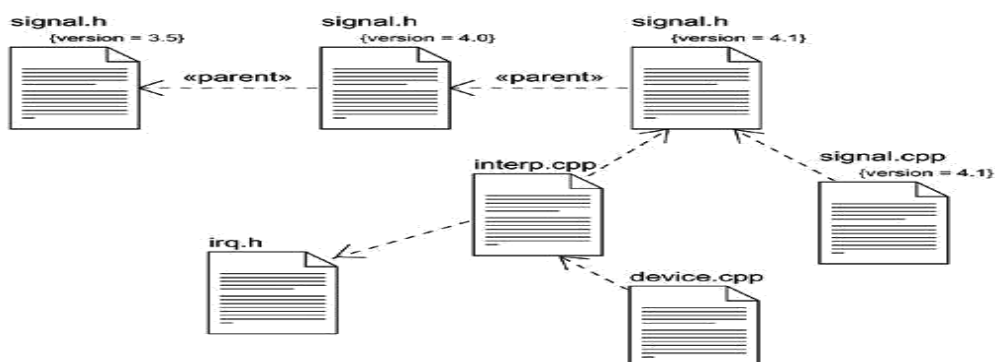 signal.h
{version = 3.5}
signal.h
{version = 4.0}
signal.h
{version = 4.1}
«parent»
«parent»
interp.cpp
signal.cpp
{version = 4.1}
irq.h
device.cpp